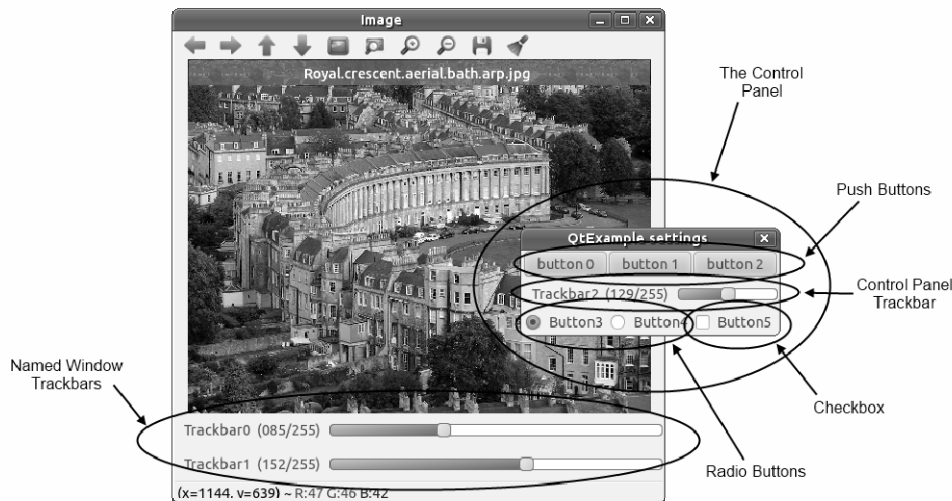 Image
Royal.crescent.aerial.bath.arp.jpg
The Control
Panel
Push Buttons
QtExample settings
button 0 button 1 button 2
Trackbar2 (129/255)
Control Panel
Trackbar
Button3 Button4 Button5
Named Window
Trackbars
Checkbox
Trackbar0 (085/255)
Radio Buttons
Trackbar1 (152/255)
(x=1144, y=639) ~ R:47 G:46 B:42